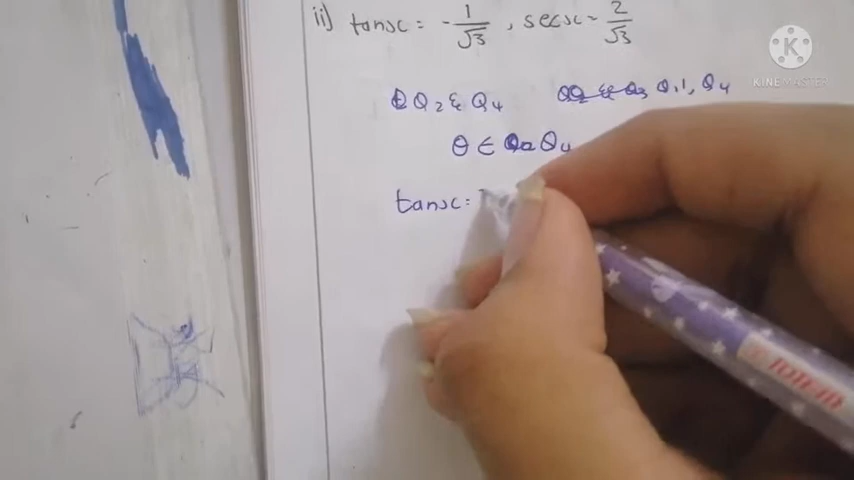 ii) tanx = -1/√3 , secx = 2/√3
KINEMASTER
Q2 & Q4 Q1, Q4
θ ∈ Q4
tanx =